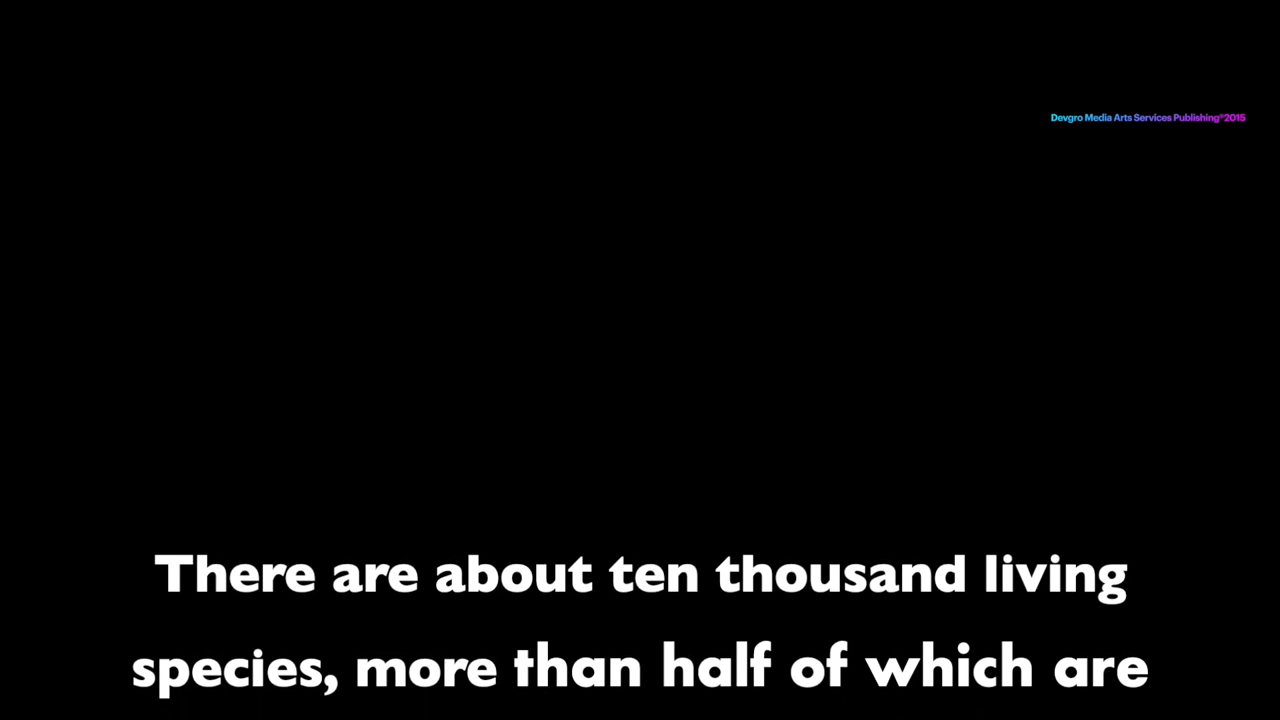 Devgro Media Arts Services Publishing®2015
There are about ten thousand living
species, more than half of which are